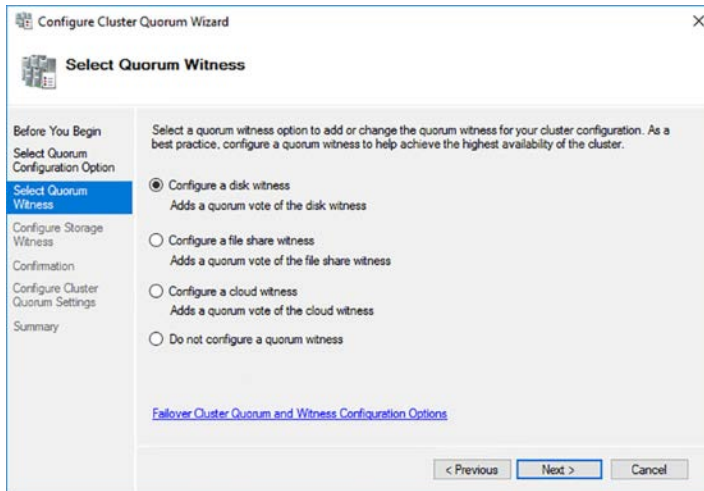 Configure Cluster Quorum Wizard
Select Quorum Witness
Before You Begin
Select Quorum
Configuration Option
Select Quorum
Witness
Configure Storage
Witness
Confirmation
Configure Cluster
Quorum Settings
Summary
Select a quorum witness option to add or change the quorum witness for your cluster configuration. As a
best practice, configure a quorum witness to help achieve the highest availability of the cluster.
Configure a disk witness
Adds a quorum vote of the disk witness
Configure a file share witness
Adds a quorum vote of the file share witness
Configure a cloud witness
Adds a quorum vote of the cloud witness
Do not configure a quorum witness
Failover Cluster Quorum and Witness Configuration Options
< Previous
Next >
Cancel